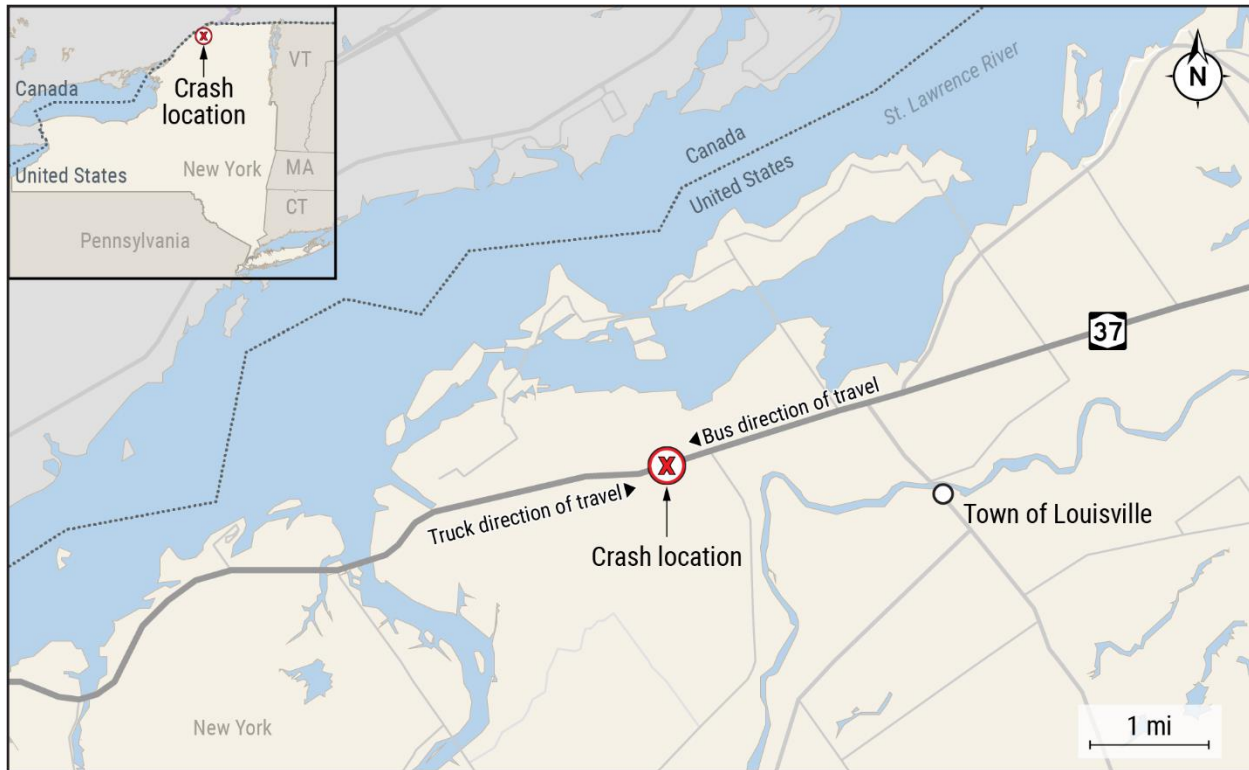 Crash
location
Canada
United States
New York
VT
MA
CT
Pennsylvania
N
Canada
United States
St. Lawrence River
37
Bus direction of travel
Truck direction of travel
X
Crash location
Town of Louisville
New York
1 mi